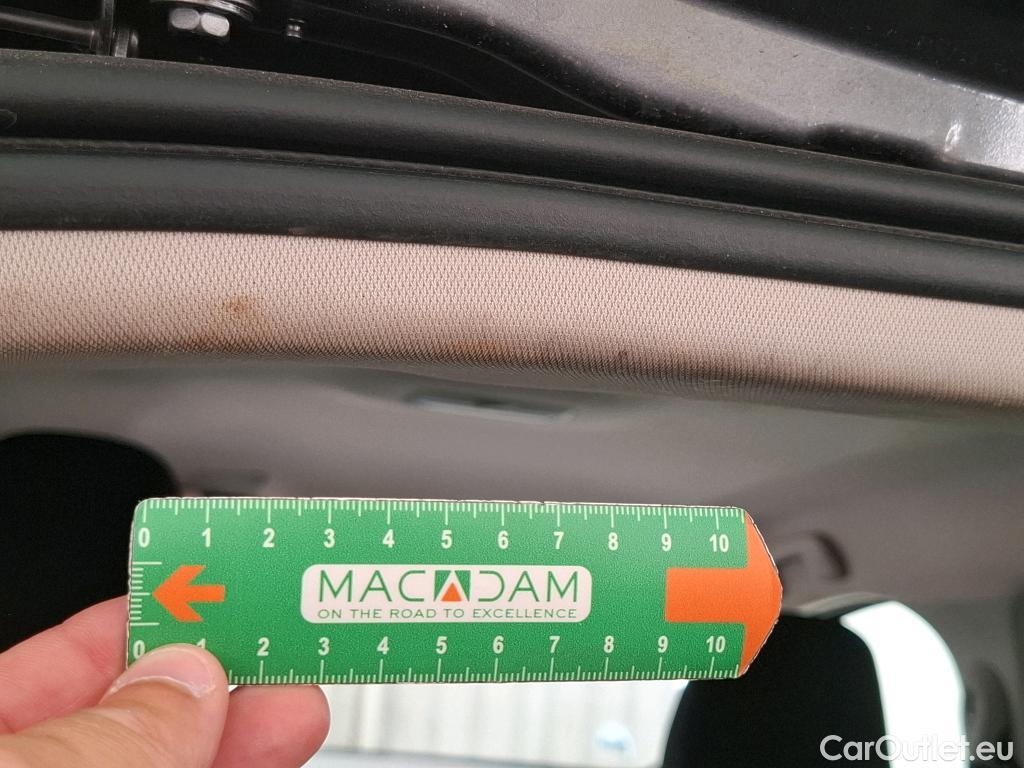 0 1 2 3 4 5 6 7 8 9 10
MACADAM
ON THE ROAD TO EXCELLENCE
0 1 2 3 4 5 6 7 8 9 10
CarOutlet.eu